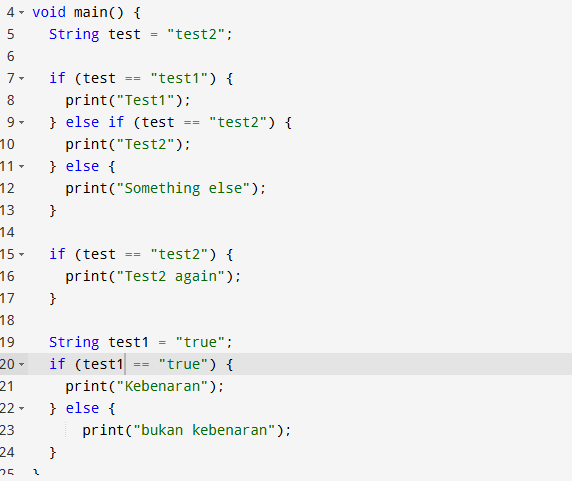 4 void main() {
5   String test = "test2";
6
7   if (test == "test1") {
8     print("Test1");
9   } else if (test == "test2") {
10     print("Test2");
11   } else {
12     print("Something else");
13   }
14
15   if (test == "test2") {
16     print("Test2 again");
17   }
18
19   String test1 = "true";
20   if (test1 == "true") {
21     print("Kebenaran");
22   } else {
23       print("bukan kebenaran");
24   }
25 }